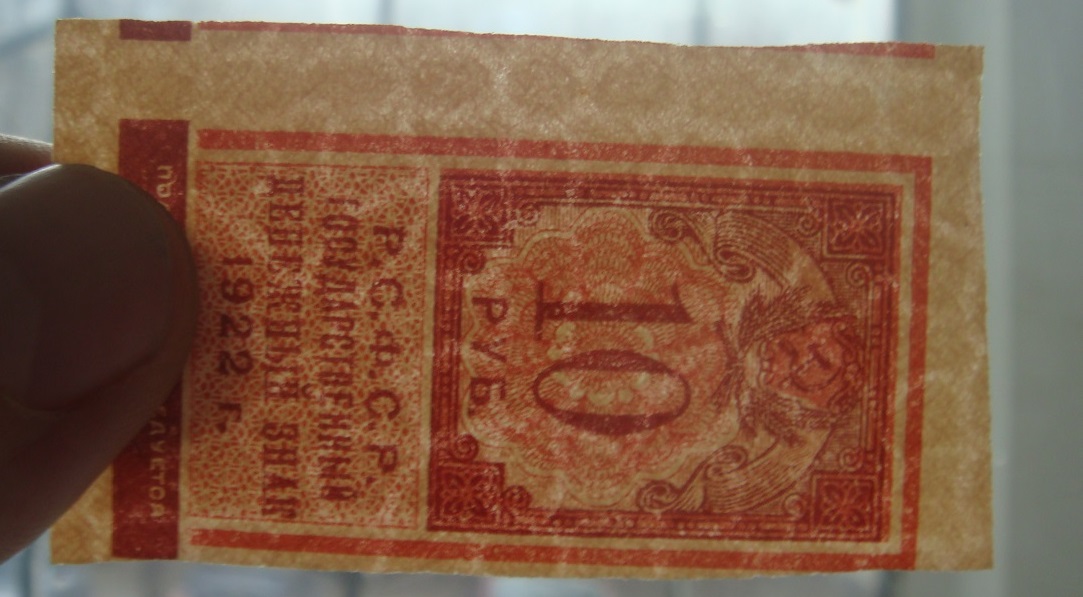 10
РУБ.
Р.С.Ф.С.Р.
ГОСУДАРСТВЕННЫЙ
ДЕНЕЖНЫЙ ЗНАК
1922 г.